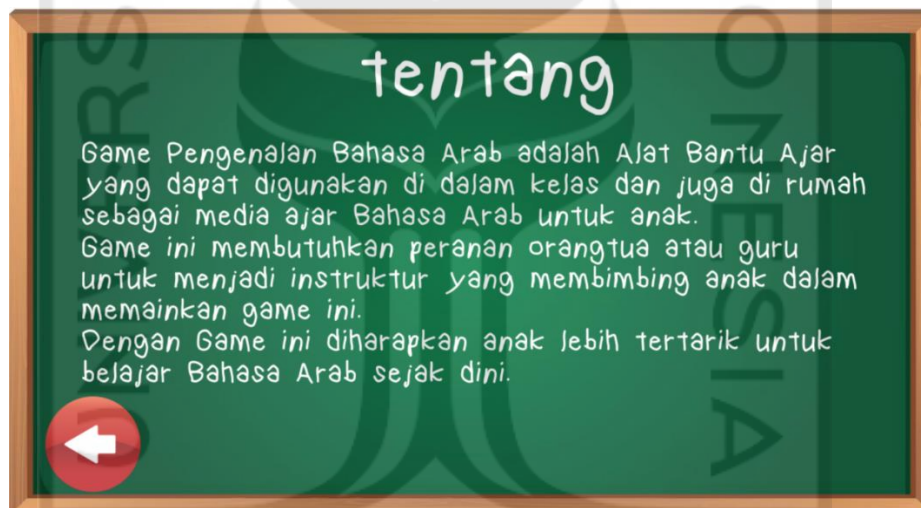 tentang
Game Pengenalan Bahasa Arab adalah Alat Bantu Ajar
yang dapat digunakan di dalam kelas dan juga di rumah
sebagai media ajar Bahasa Arab untuk anak.
Game ini membutuhkan peranan orangtua atau guru
untuk menjadi instruktur yang membimbing anak dalam
memainkan game ini.
Dengan Game ini diharapkan anak lebih tertarik untuk
belajar Bahasa Arab sejak dini.
UNIVERS
ONESIA